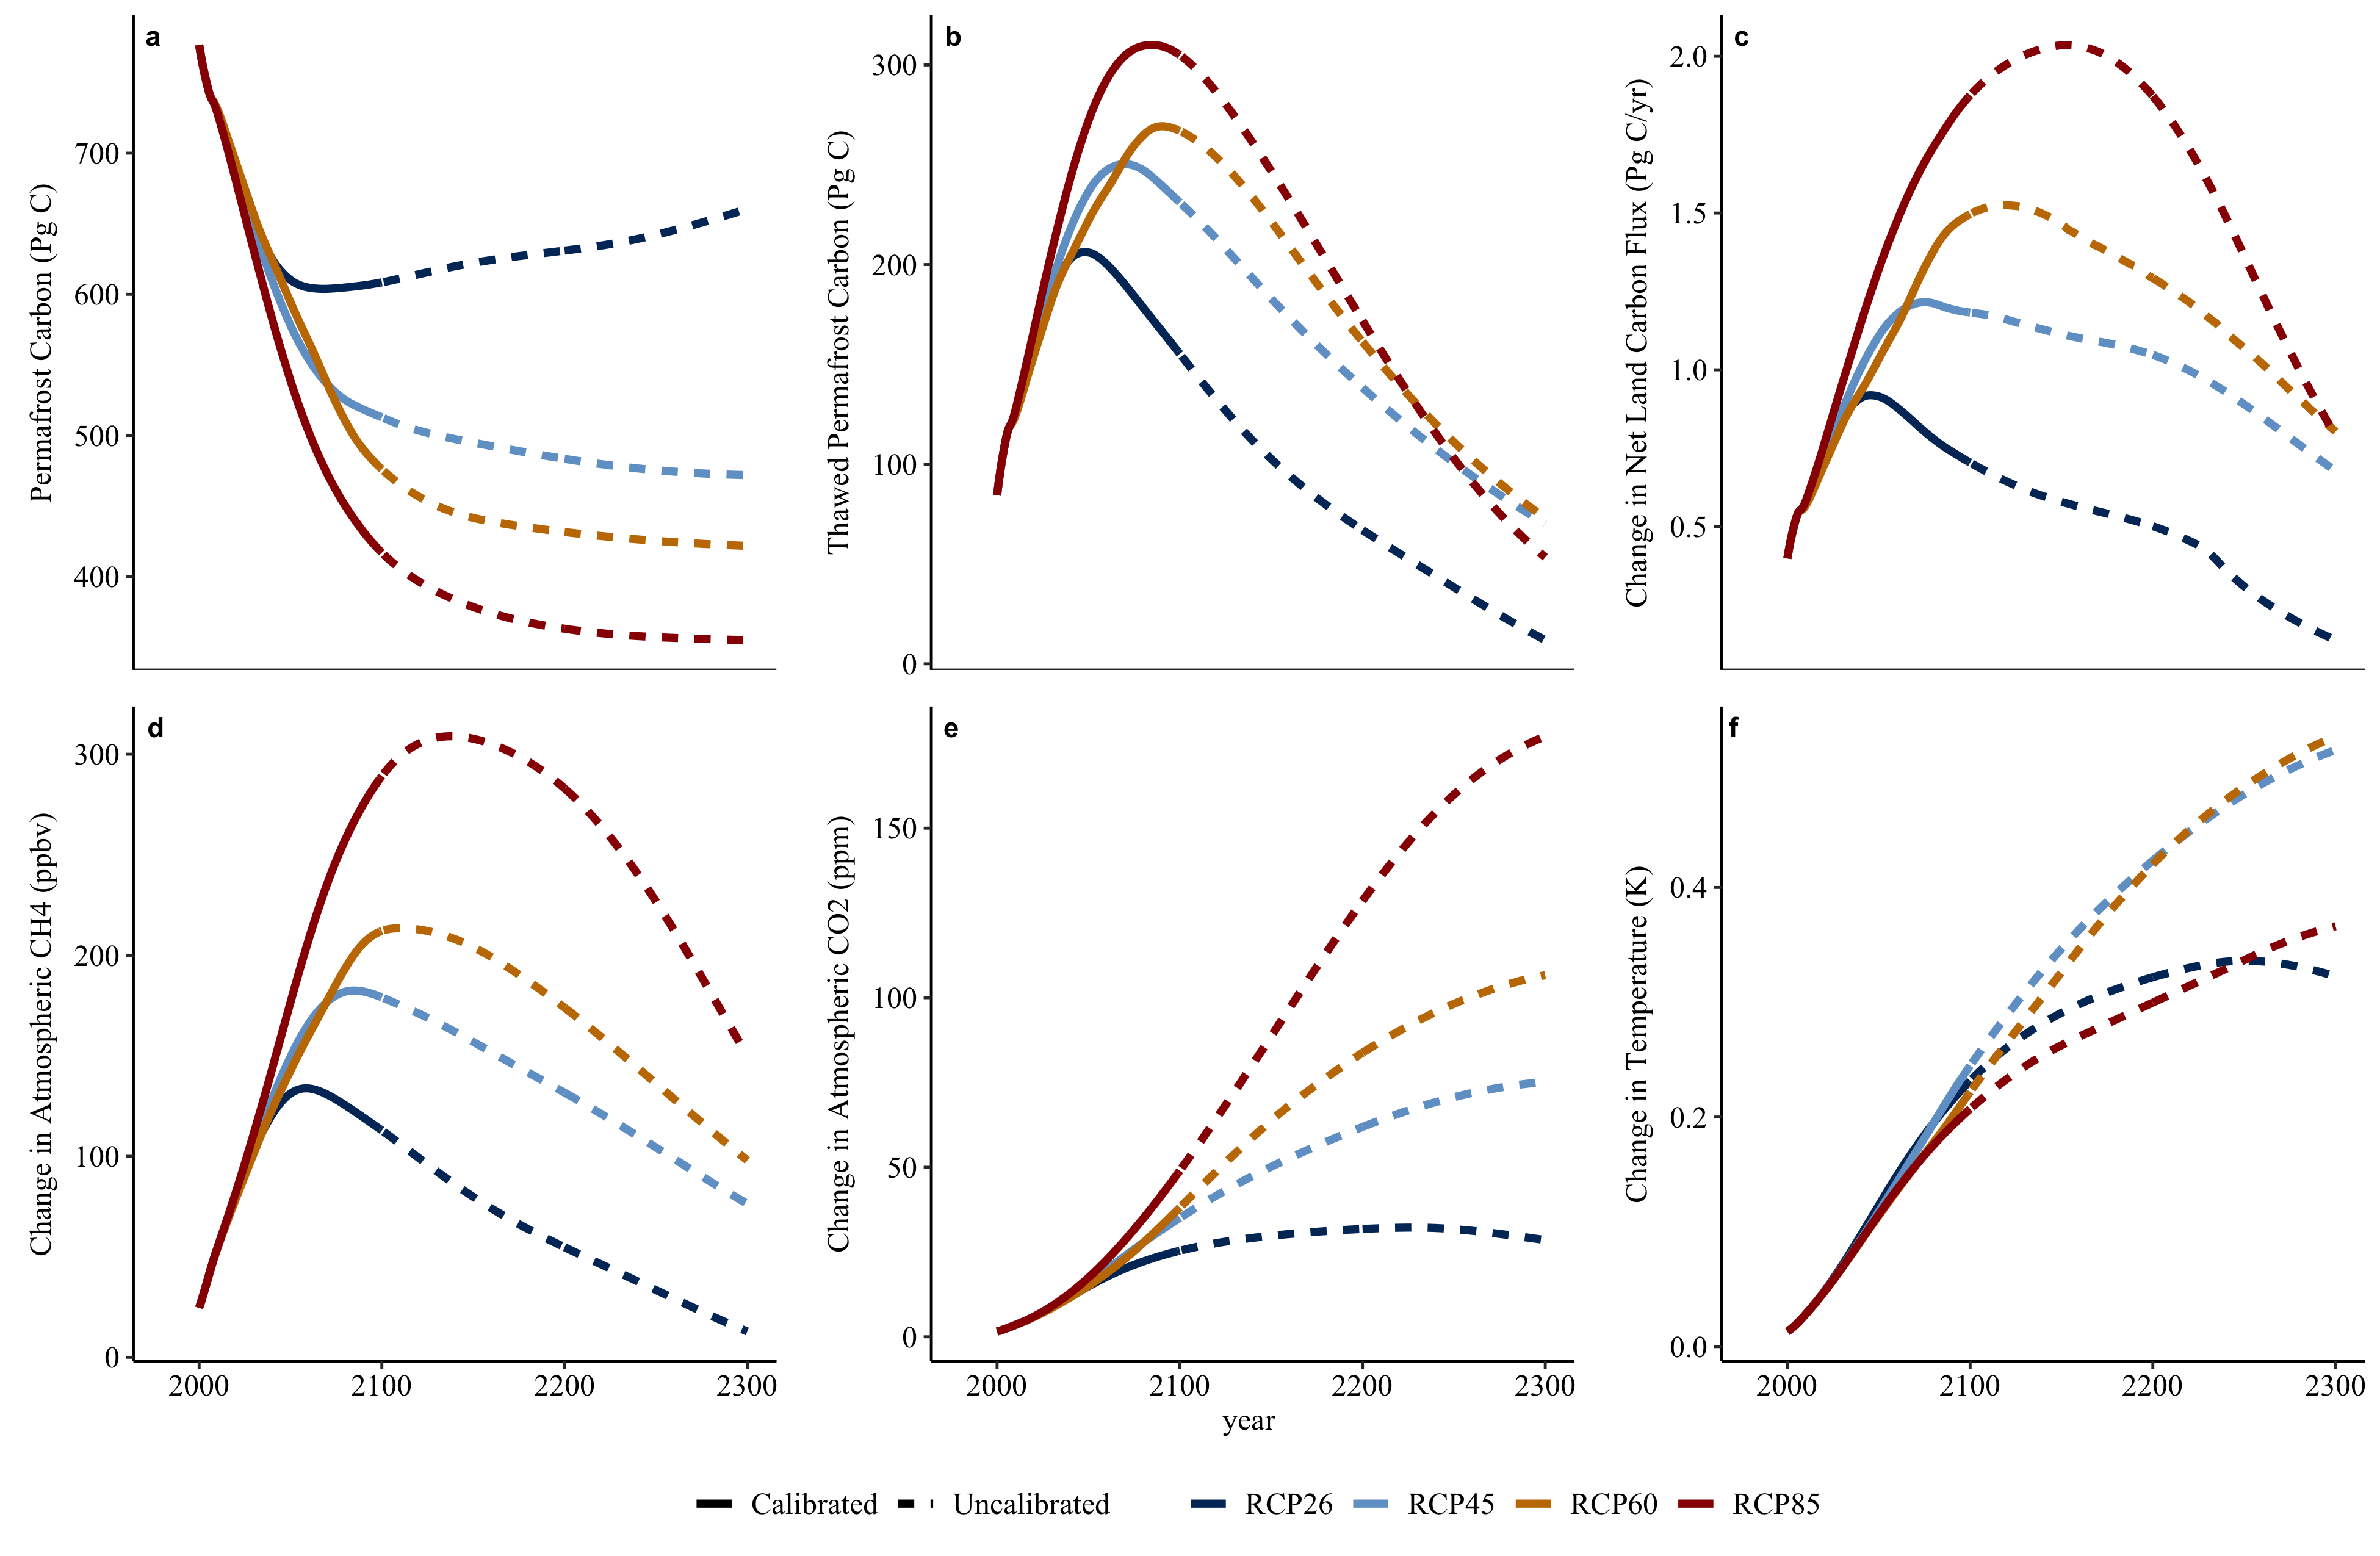 a
Permafrost Carbon (Pg C)
700
600
500
400
b
Thawed Permafrost Carbon (Pg C)
300
200
100
0
c
Change in Net Land Carbon Flux (Pg C/yr)
2.0
1.5
1.0
0.5
d
Change in Atmospheric CH4 (ppbv)
300
200
100
0
2000 2100 2200 2300
e
Change in Atmospheric CO2 (ppm)
150
100
50
0
2000 2100 2200 2300
f
Change in Temperature (K)
0.4
0.2
0.0
2000 2100 2200 2300
year
Calibrated Uncalibrated RCP26 RCP45 RCP60 RCP85